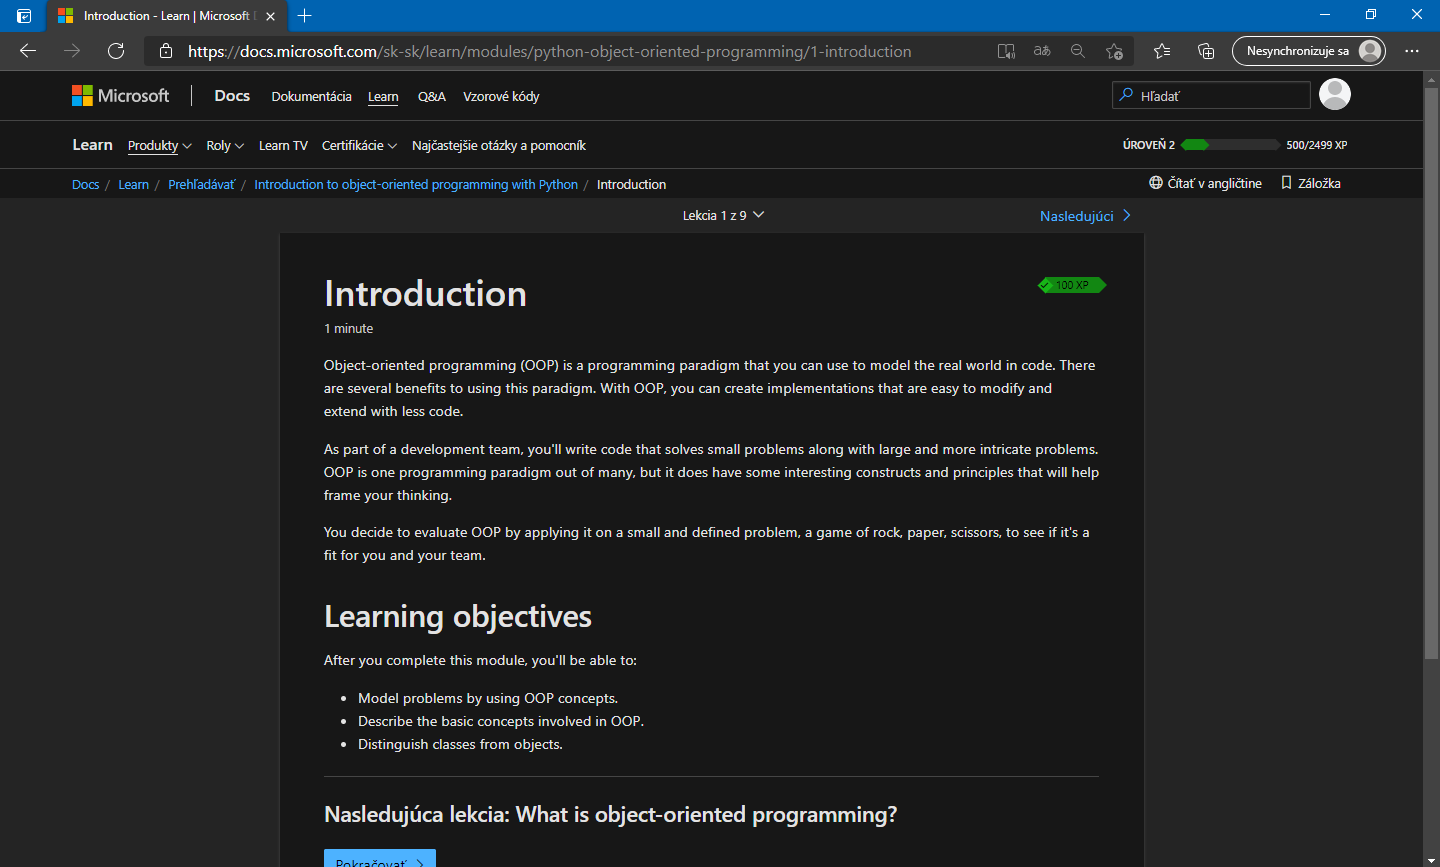 Introduction - Learn | Microsoft
https://docs.microsoft.com/sk-sk/learn/modules/python-object-oriented-programming/1-introduction
Nesynchronizuje sa
Microsoft
Docs
Dokumentácia
Learn
Q&A
Vzorové kódy
Hľadať
Learn
Produkty
Roly
Learn TV
Certifikácie
Najčastejšie otázky a pomocník
ÚROVEŇ 2
500/2499 XP
Docs / Learn / Prehľadávať / Introduction to object-oriented programming with Python / Introduction
Čítať v angličtine
Záložka
Lekcia 1 z 9
Nasledujúci
Introduction
100 XP
1 minute
Object-oriented programming (OOP) is a programming paradigm that you can use to model the real world in code. There
are several benefits to using this paradigm. With OOP, you can create implementations that are easy to modify and
extend with less code.
As part of a development team, you'll write code that solves small problems along with large and more intricate problems.
OOP is one programming paradigm out of many, but it does have some interesting constructs and principles that will help
frame your thinking.
You decide to evaluate OOP by applying it on a small and defined problem, a game of rock, paper, scissors, to see if it's a
fit for you and your team.
Learning objectives
After you complete this module, you'll be able to:
• Model problems by using OOP concepts.
• Describe the basic concepts involved in OOP.
• Distinguish classes from objects.
Nasledujúca lekcia: What is object-oriented programming?
Pokračovať